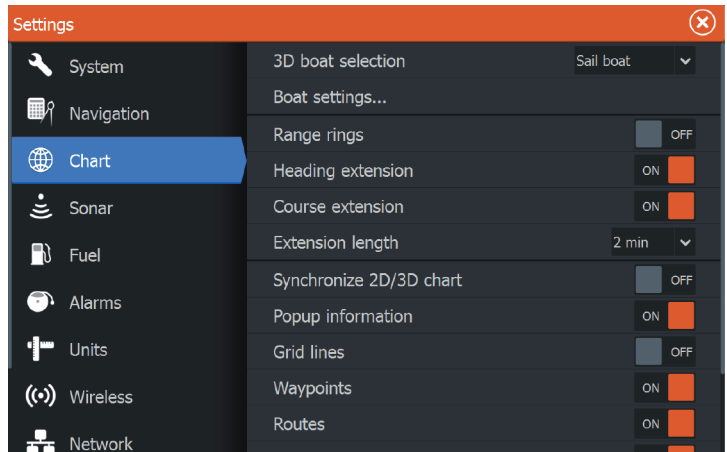 Settings
System
Navigation
Chart
Sonar
Fuel
Alarms
Units
Wireless
Network
3D boat selection Sail boat
Boat settings...
Range rings OFF
Heading extension ON
Course extension ON
Extension length 2 min
Synchronize 2D/3D chart OFF
Popup information ON
Grid lines OFF
Waypoints ON
Routes ON